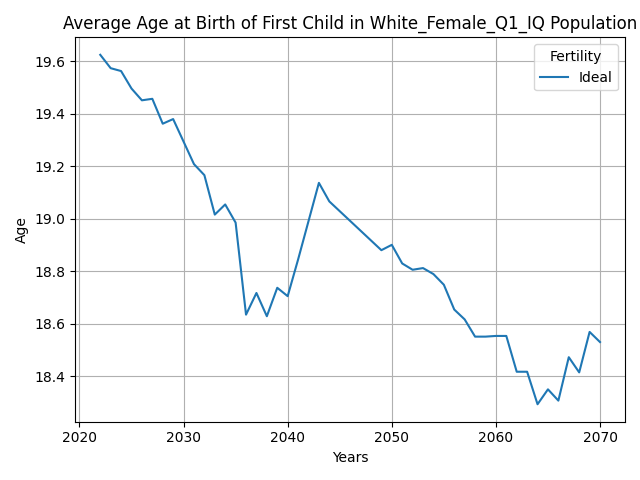 Average Age at Birth of First Child in White_Female_Q1_IQ Population
Fertility
Ideal
19.6
19.4
19.2
19.0
18.8
18.6
18.4
Age
2020 2030 2040 2050 2060 2070
Years